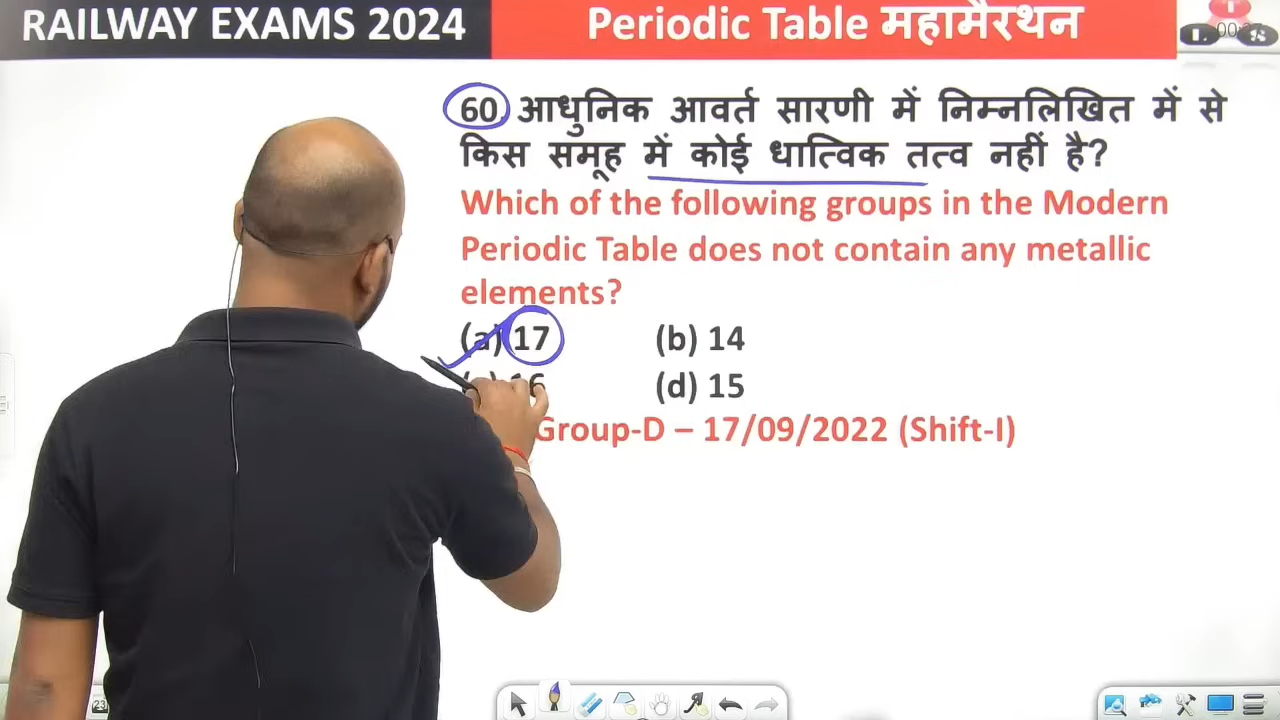 RAILWAY EXAMS 2024
Periodic Table महामैरथन
60. आधुनिक आवर्त सारणी में निम्नलिखित में से
किस समूह में कोई धात्विक तत्व नहीं है?
Which of the following groups in the Modern
Periodic Table does not contain any metallic
elements?
(a) 17 (b) 14
16 (d) 15
Group-D – 17/09/2022 (Shift-I)